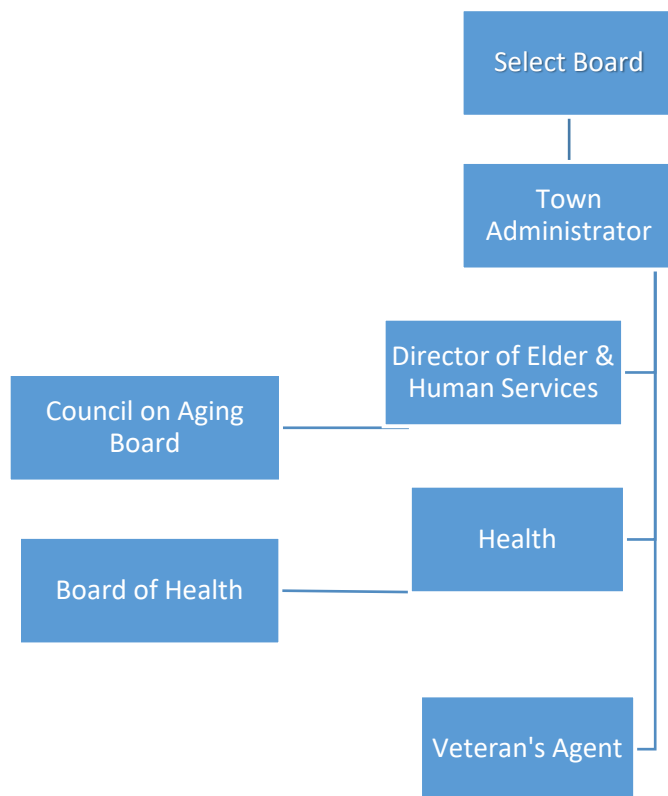 Select Board
Town
Administrator
Director of Elder &
Human Services
Council on Aging
Board
Health
Board of Health
Veteran's Agent